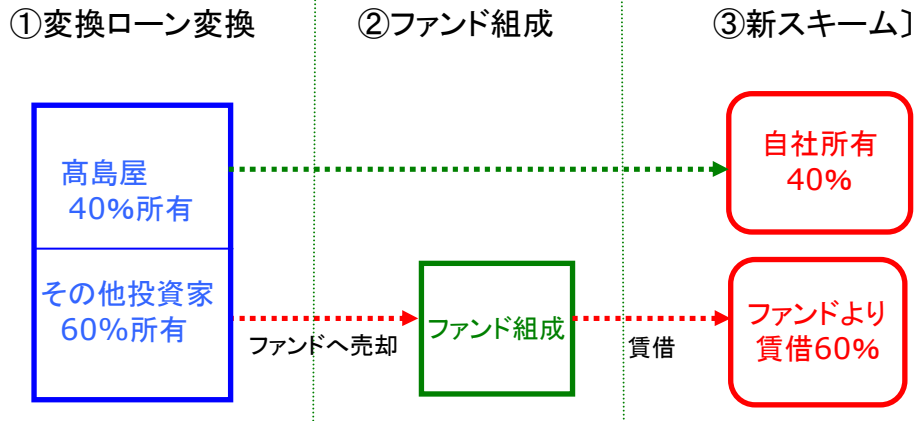 ①変換ローン変換
②ファンド組成
③新スキーム〕
髙島屋
40%所有
その他投資家
60%所有
ファンドへ売却
ファンド組成
賃借
自社所有
40%
ファンドより
賃借60%